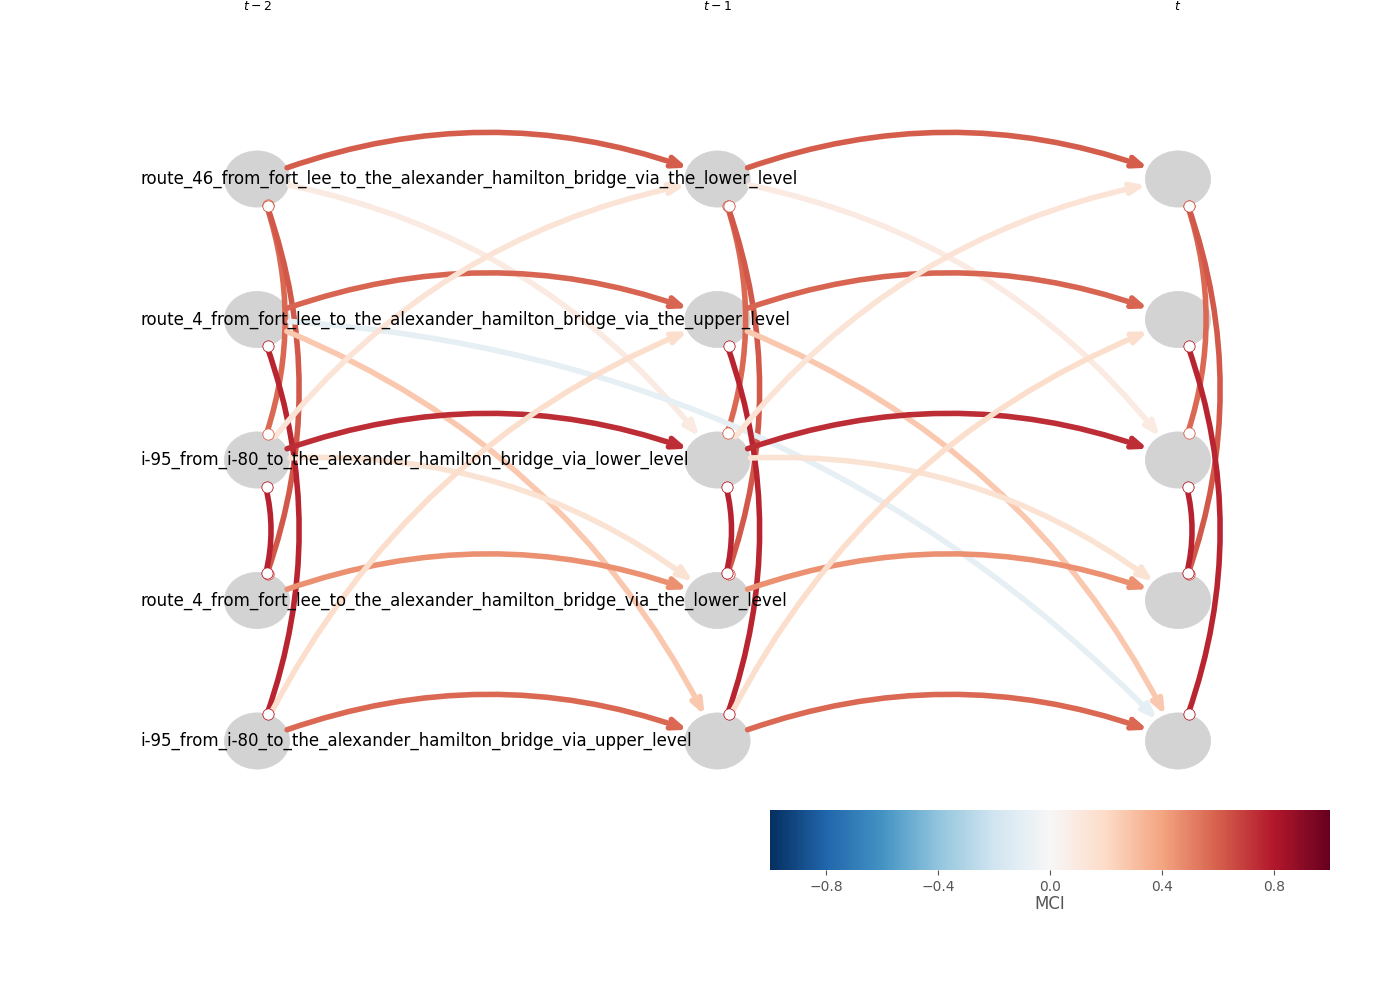 t − 2 t − 1 t
route_46_from_fort_lee_to_the_alexander_hamilton_bridge_via_the_lower_level
route_4_from_fort_lee_to_the_alexander_hamilton_bridge_via_the_upper_level
i-95_from_i-80_to_the_alexander_hamilton_bridge_via_lower_level
route_4_from_fort_lee_to_the_alexander_hamilton_bridge_via_the_lower_level
i-95_from_i-80_to_the_alexander_hamilton_bridge_via_upper_level
−0.8 −0.4 0.0 0.4 0.8
MCI